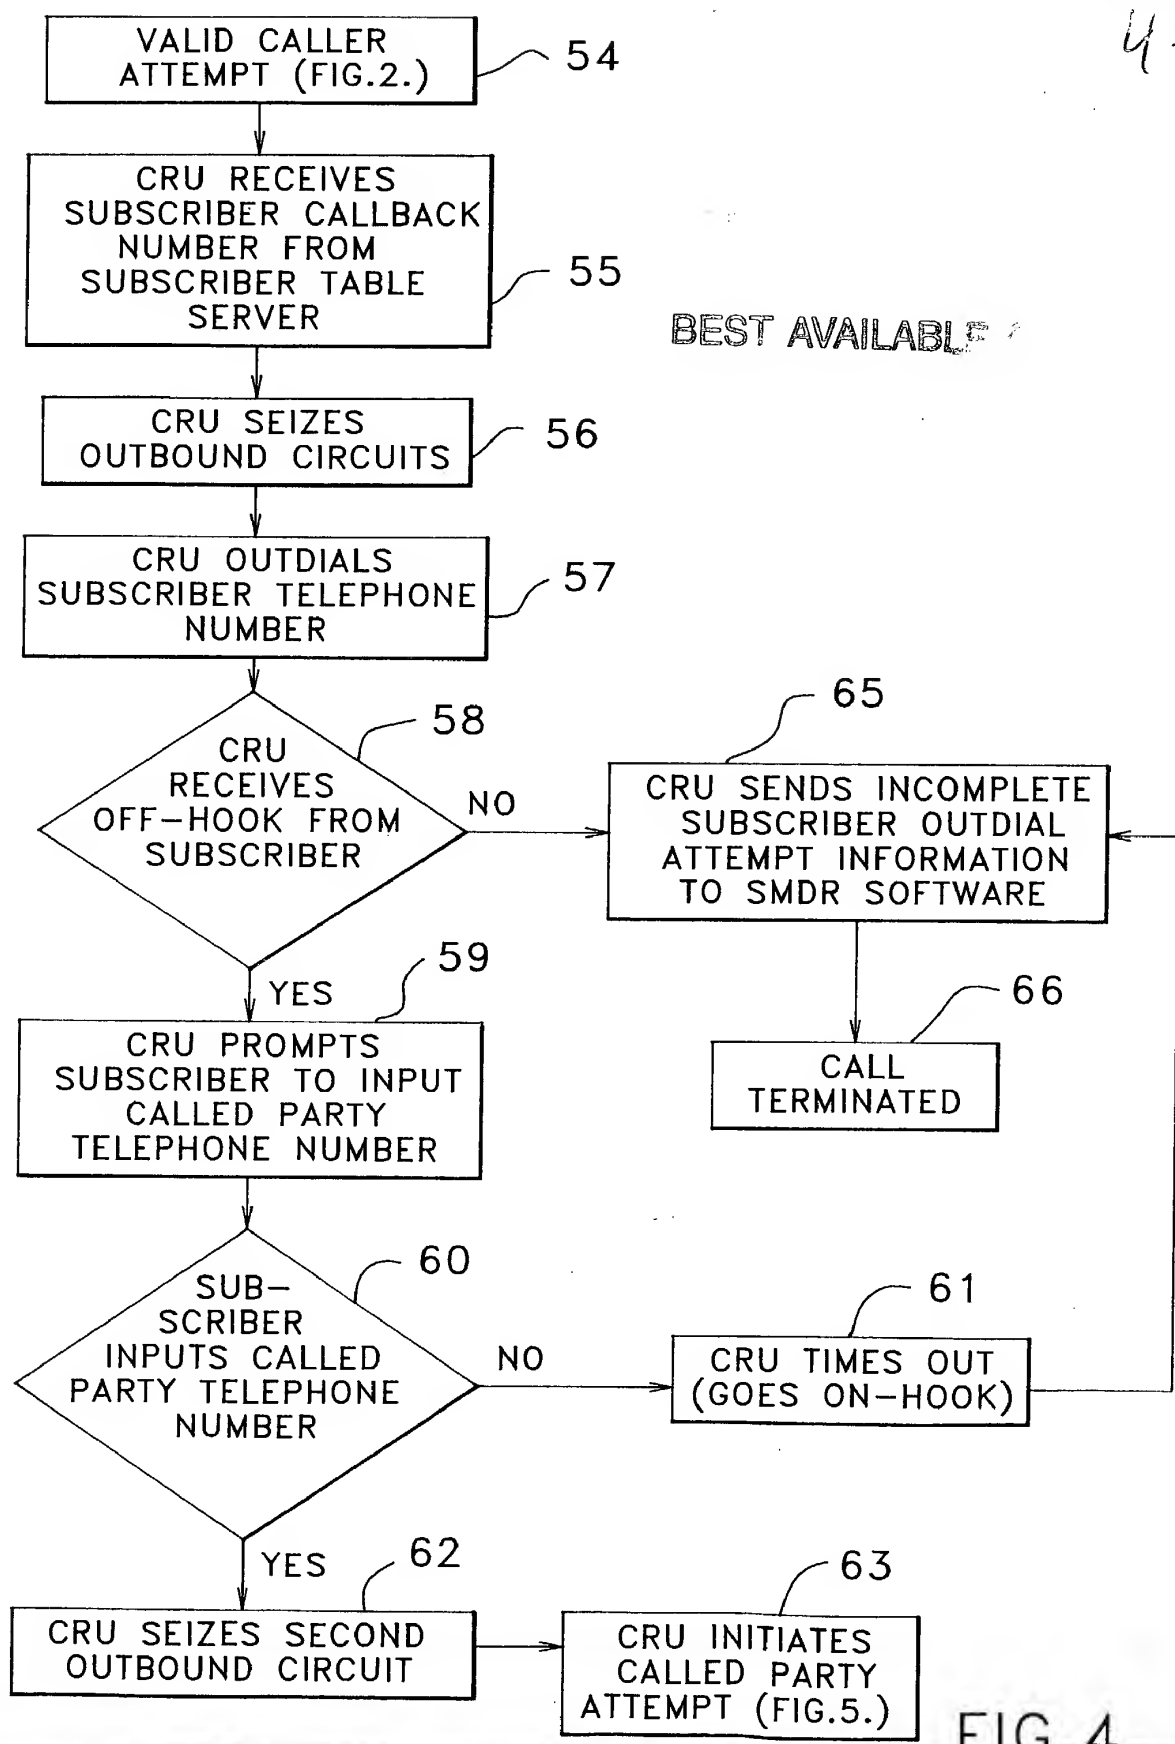 4
VALID CALLER
ATTEMPT (FIG.2.)
54
CRU RECEIVES
SUBSCRIBER CALLBACK
NUMBER FROM
SUBSCRIBER TABLE
SERVER
55
BEST AVAILABLE
CRU SEIZES
OUTBOUND CIRCUITS
56
CRU OUTDIALS
SUBSCRIBER TELEPHONE
NUMBER
57
CRU
RECEIVES
OFF-HOOK FROM
SUBSCRIBER
58
NO
65
CRU SENDS INCOMPLETE
SUBSCRIBER OUTDIAL
ATTEMPT INFORMATION
TO SMDR SOFTWARE
YES
59
CRU PROMPTS
SUBSCRIBER TO INPUT
CALLED PARTY
TELEPHONE NUMBER
66
CALL
TERMINATED
SUB-
SCRIBER
INPUTS CALLED
PARTY TELEPHONE
NUMBER
60
NO
61
CRU TIMES OUT
(GOES ON-HOOK)
YES
62
CRU SEIZES SECOND
OUTBOUND CIRCUIT
63
CRU INITIATES
CALLED PARTY
ATTEMPT (FIG.5.)
FIG.4